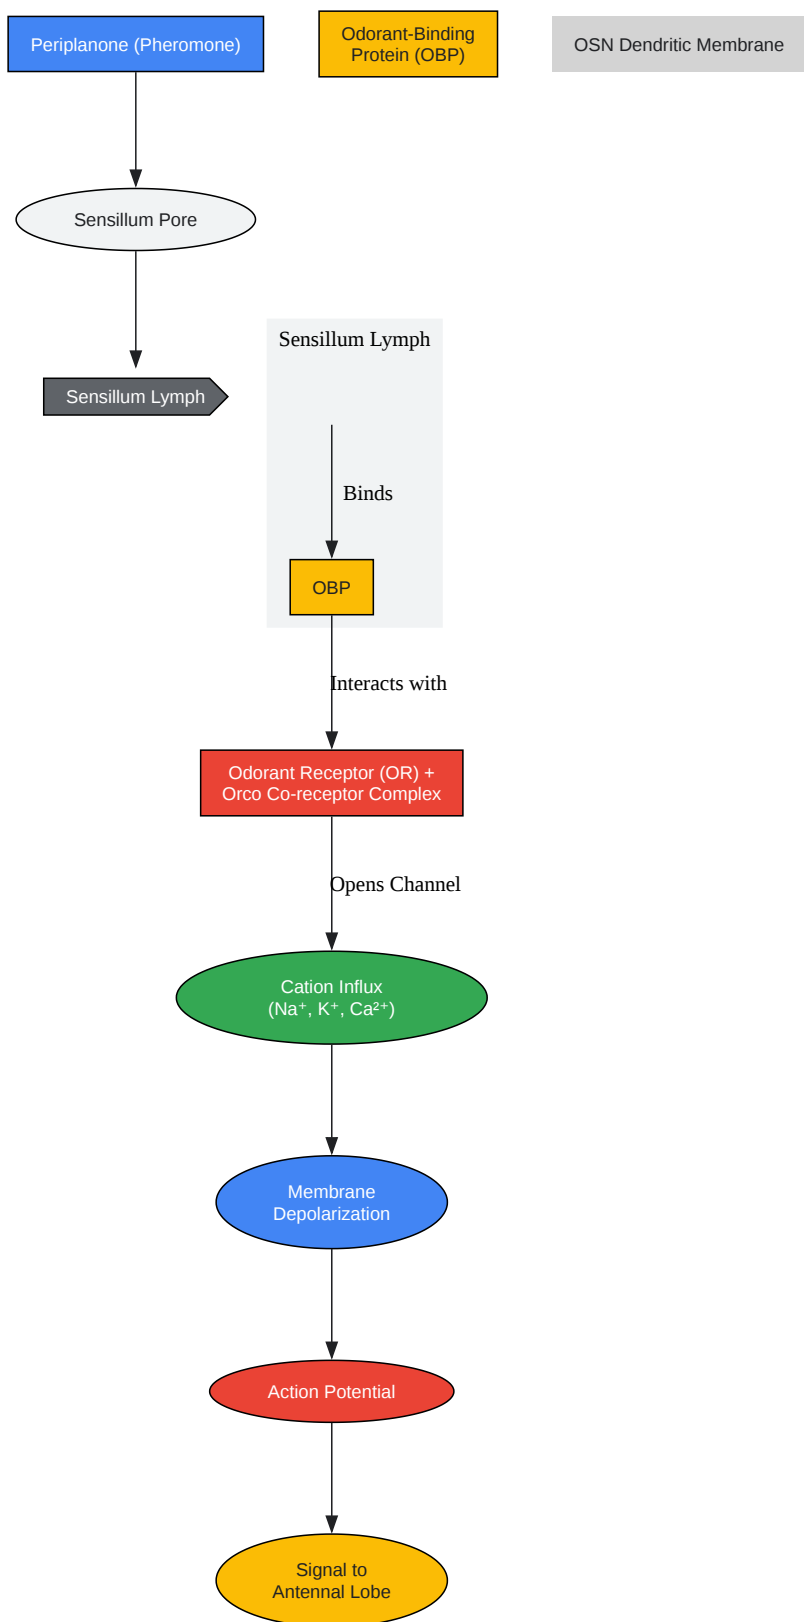 Periplanone (Pheromone)
Odorant-Binding
Protein (OBP)
OSN Dendritic Membrane
Sensillum Pore
Sensillum Lymph
Sensillum Lymph
Binds
OBP
Interacts with
Odorant Receptor (OR) +
Orco Co-receptor Complex
Opens Channel
Cation Influx
(Na⁺, K⁺, Ca²⁺)
Membrane
Depolarization
Action Potential
Signal to
Antennal Lobe